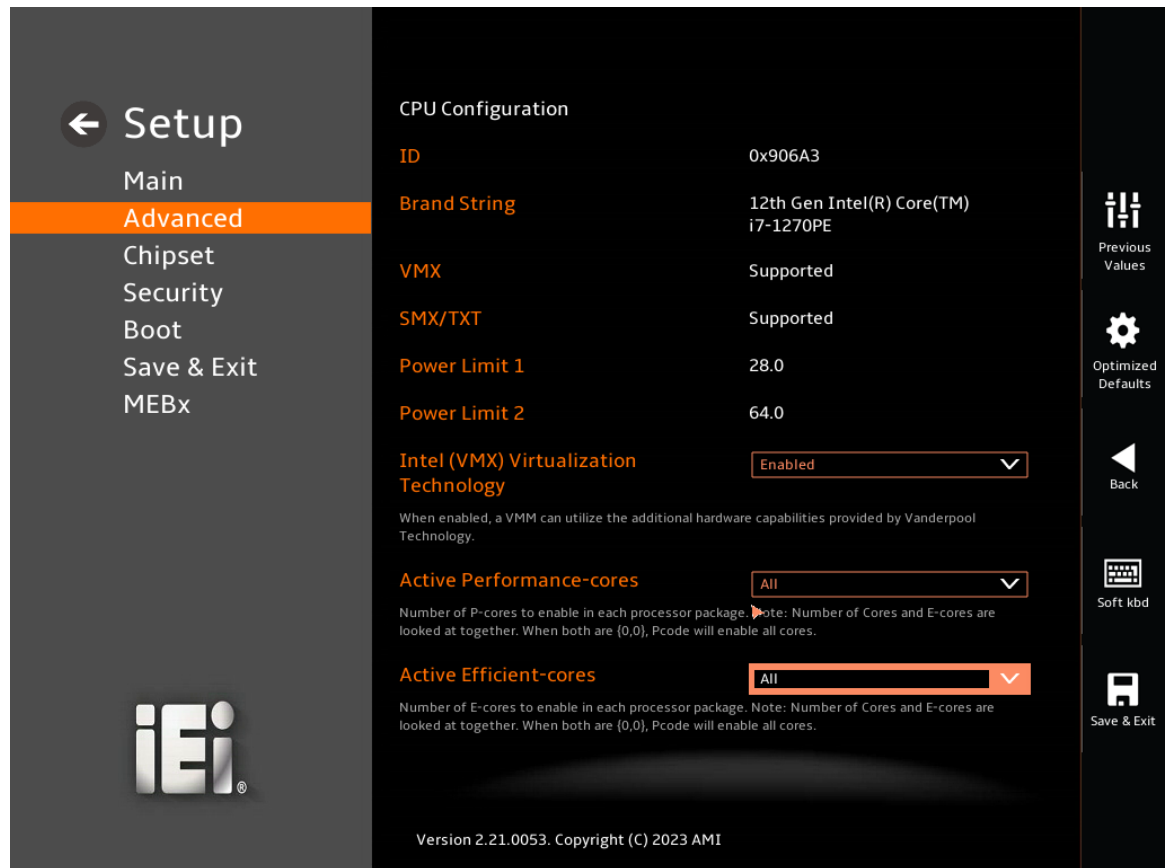 Setup
Main
Advanced
Chipset
Security
Boot
Save & Exit
MEBx
iEi®
CPU Configuration
ID 0x906A3
Brand String 12th Gen Intel(R) Core(TM)
i7-1270PE
VMX Supported
SMX/TXT Supported
Power Limit 1 28.0
Power Limit 2 64.0
Intel (VMX) Virtualization Enabled
Technology
When enabled, a VMM can utilize the additional hardware capabilities provided by Vanderpool
Technology.
Active Performance-cores All
Number of P-cores to enable in each processor package. Note: Number of Cores and E-cores are
looked at together. When both are {0,0}, Pcode will enable all cores.
Active Efficient-cores All
Number of E-cores to enable in each processor package. Note: Number of Cores and E-cores are
looked at together. When both are {0,0}, Pcode will enable all cores.
Version 2.21.0053. Copyright (C) 2023 AMI
Previous
Values
Optimized
Defaults
Back
Soft kbd
Save & Exit